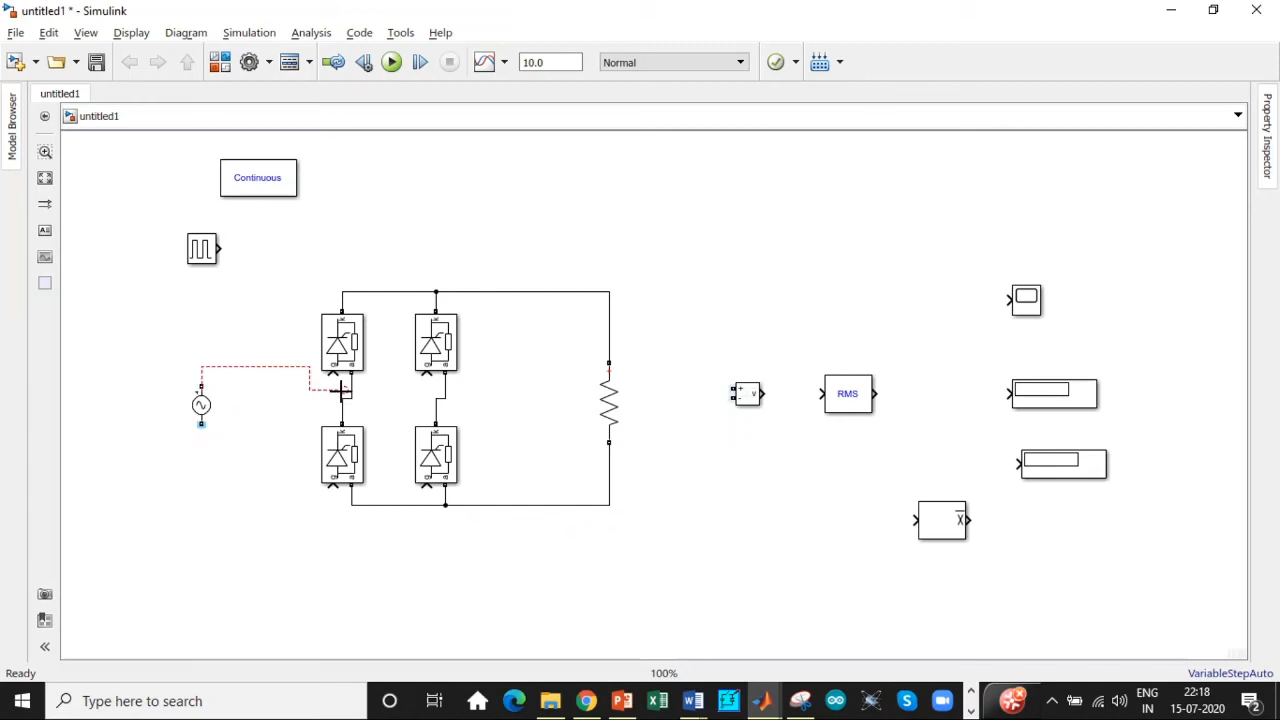 untitled1 * - Simulink
File Edit View Display Diagram Simulation Analysis Code Tools Help
10.0 Normal
untitled1
untitled1
Model Browser
Property Inspector
Continuous
k k
g a g a
+ - v
RMS
k k
g a g a
x
Ready 100% VariableStepAuto
Type here to search
ENG 22:18
IN 15-07-2020
2